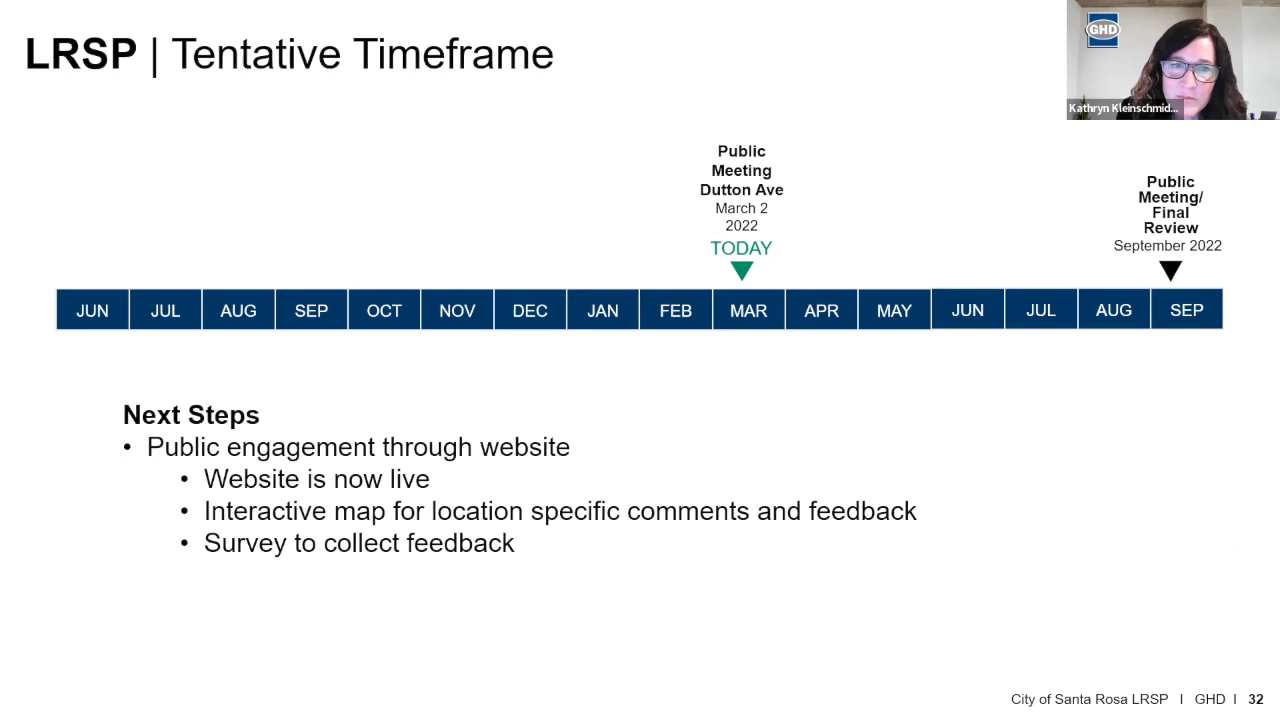 LRSP | Tentative Timeframe
GHD
Kathryn Kleinschmid...
Public
Meeting
Dutton Ave
March 2
2022
TODAY
Public
Meeting/
Final
Review
September 2022
JUN JUL AUG SEP OCT NOV DEC JAN FEB MAR APR MAY JUN JUL AUG SEP
Next Steps
• Public engagement through website
• Website is now live
• Interactive map for location specific comments and feedback
• Survey to collect feedback
City of Santa Rosa LRSP | GHD | 32